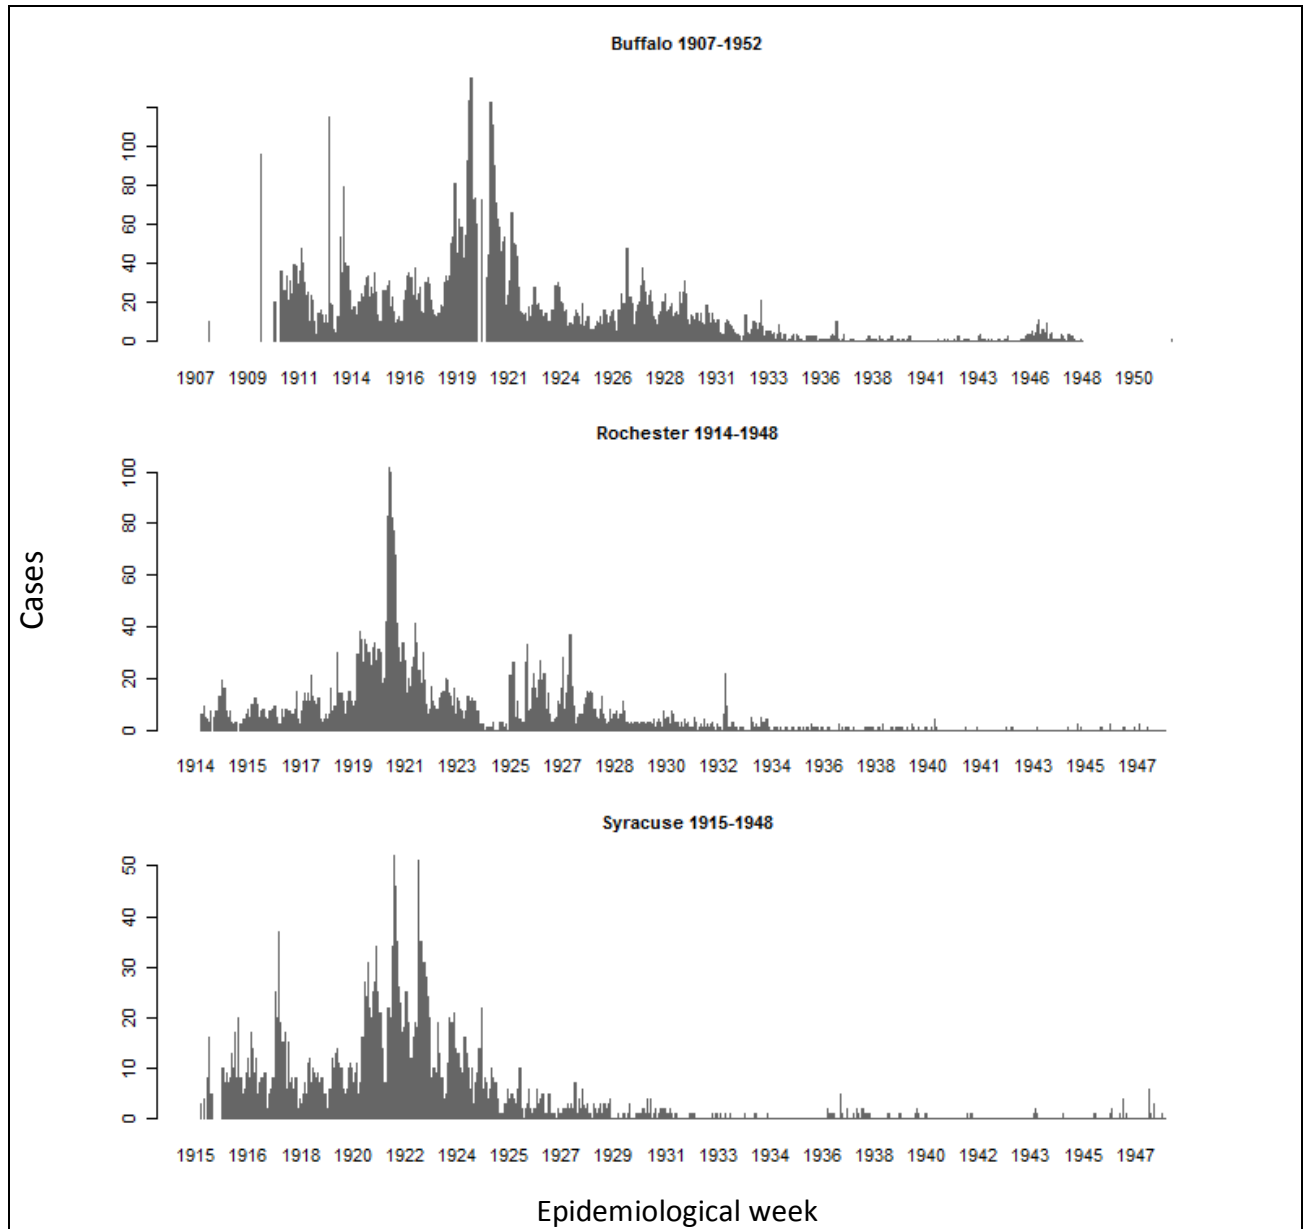 Buffalo 1907-1952
100
80
60
40
20
0
1907 1909 1911 1914 1916 1919 1921 1924 1926 1928 1931 1933 1936 1938 1941 1943 1946 1948 1950
Rochester 1914-1948
100
80
60
40
20
0
1914 1915 1917 1919 1921 1923 1925 1927 1928 1930 1932 1934 1936 1938 1940 1941 1943 1945 1947
Cases
Syracuse 1915-1948
50
40
30
20
10
0
1915 1916 1918 1920 1922 1924 1925 1927 1929 1931 1933 1934 1936 1938 1940 1942 1943 1945 1947
Epidemiological week